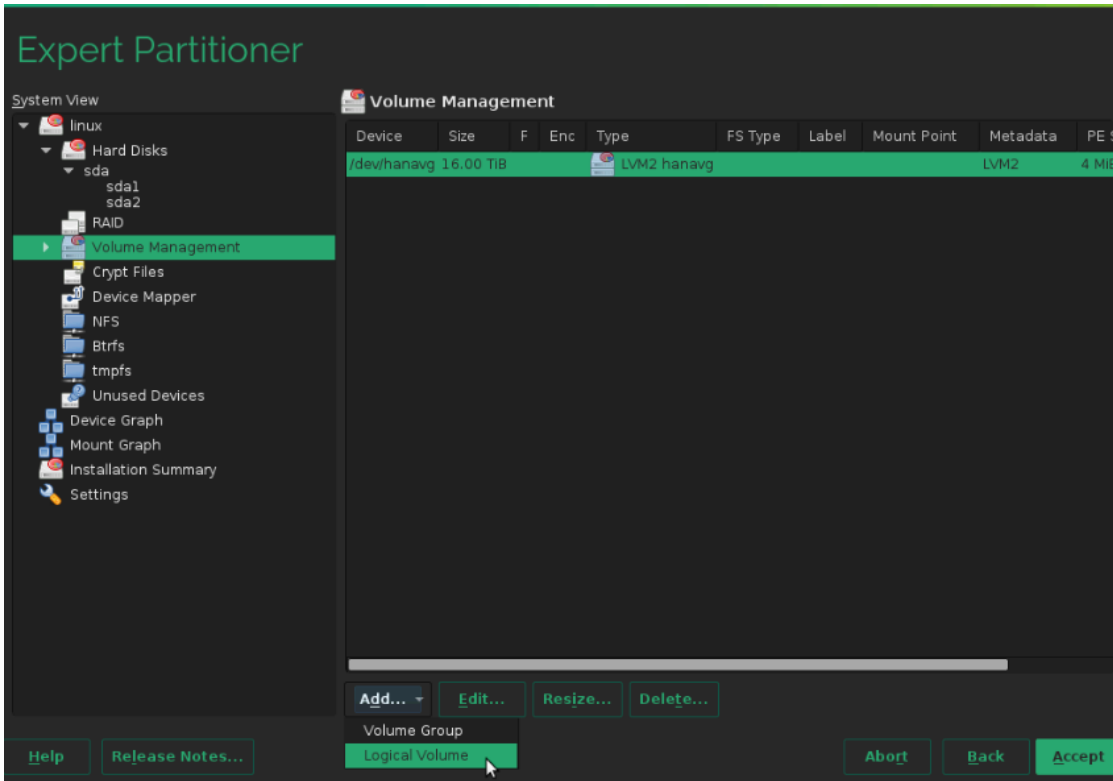 Expert Partitioner
System View
linux
Hard Disks
sda
sda1
sda2
RAID
Volume Management
Crypt Files
Device Mapper
NFS
Btrfs
tmpfs
Unused Devices
Device Graph
Mount Graph
Installation Summary
Settings
Volume Management
Device Size F Enc Type FS Type Label Mount Point Metadata PE
/dev/hanavg 16.00 TiB LVM2 hanavg LVM2 4 MiB
Add... Edit... Resize... Delete...
Volume Group
Logical Volume
Help Release Notes... Abort Back Accept